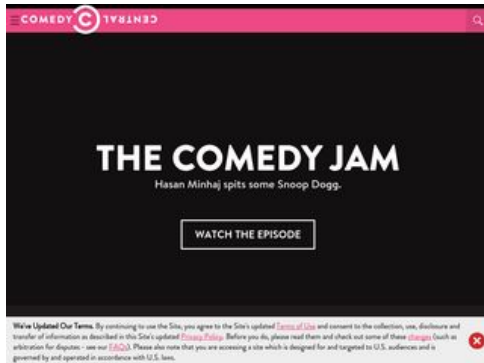 COMEDY CENTRAL
THE COMEDY JAM
Hasan Minhaj spits some Snoop Dogg.
WATCH THE EPISODE
We've Updated Our Terms. By continuing to use the Site, you agree to the Site's updated Terms of Use and consent to the collection, use, disclosure and
transfer of information as described in this Site's updated Privacy Policy. Before you do, please read them and check out some of these changes (such as
arbitration for disputes - see our FAQs). Please also note that you are accessing a site which is designed for and targeted to U.S. audiences and is
governed by and operated in accordance with U.S. laws.